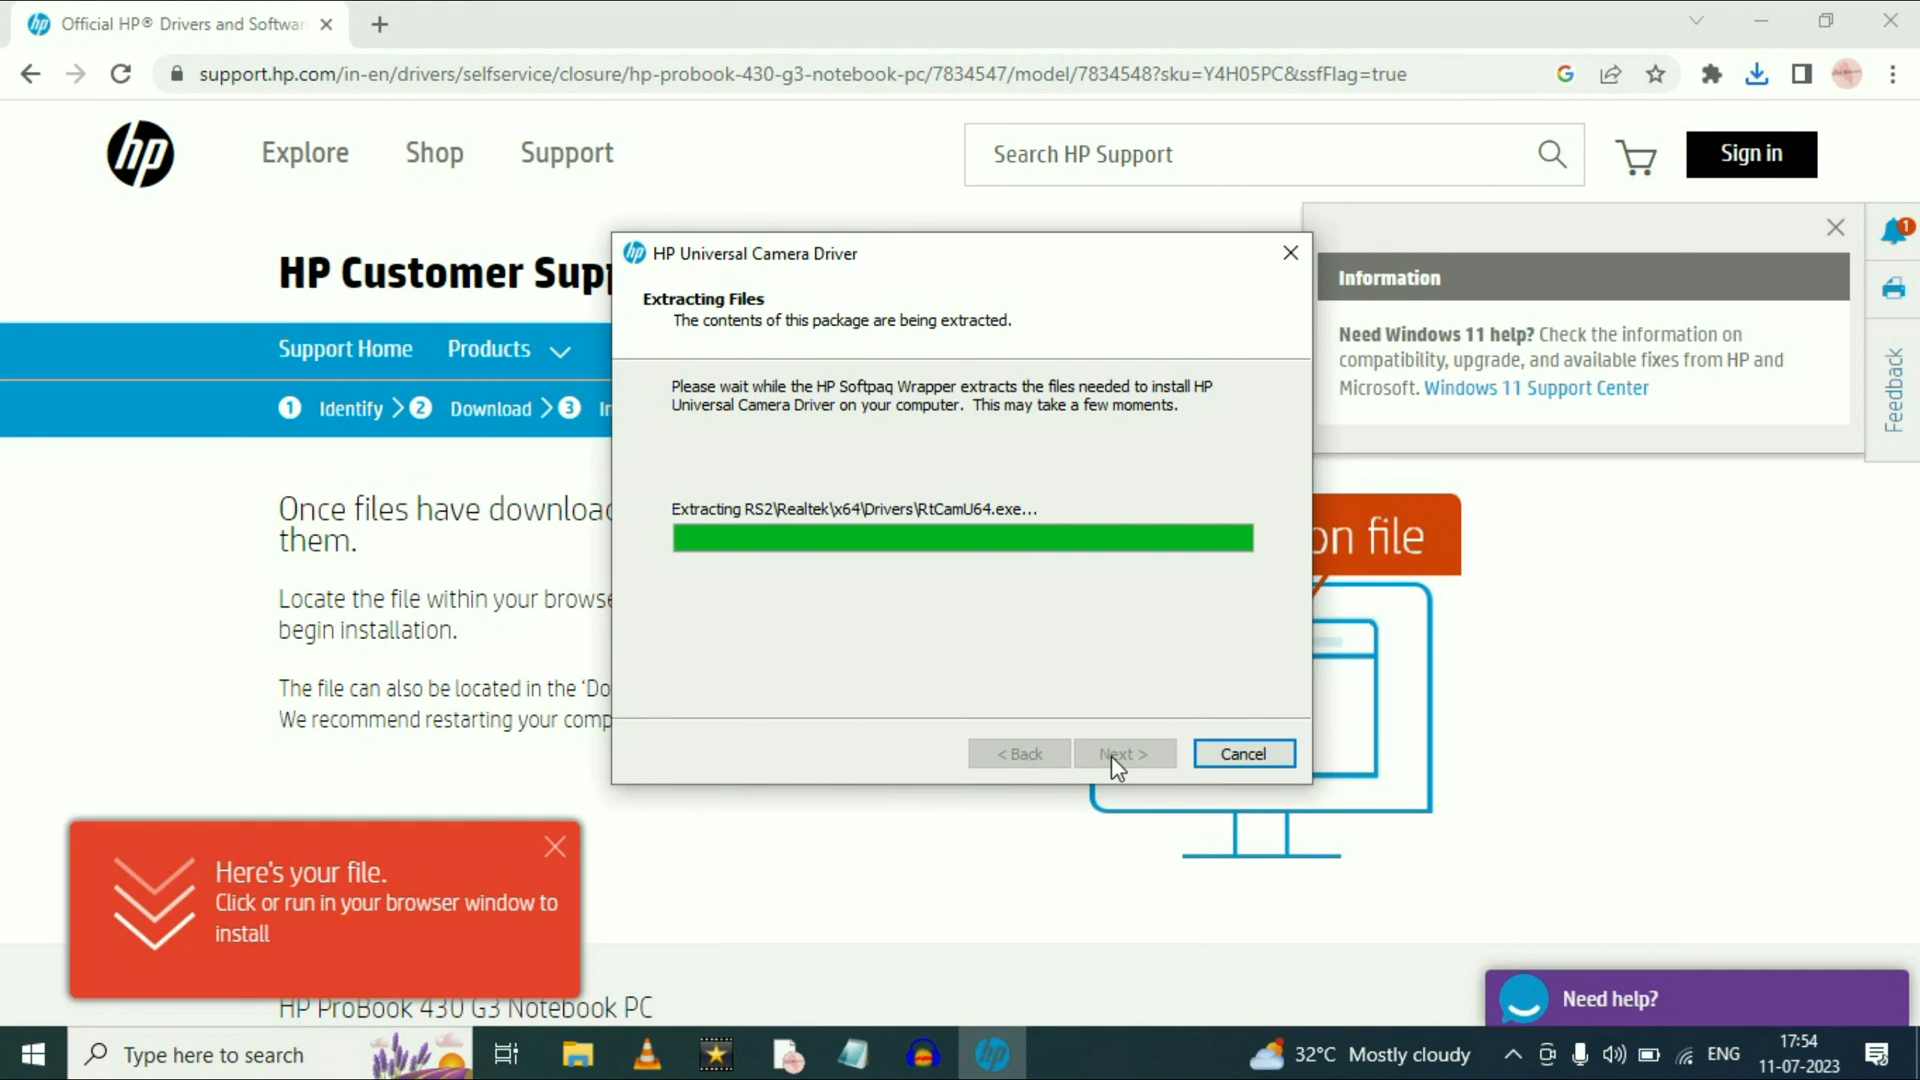 Official HP® Drivers and Softwar
support.hp.com/in-en/drivers/selfservice/closure/hp-probook-430-g3-notebook-pc/7834547/model/7834548?sku=Y4H05PC&ssfFlag=true
hp
Explore
Shop
Support
Search HP Support
Sign in
HP Customer Supp
Support Home
Products
1 Identify
2 Download
3 In
Once files have downloa
them.
Locate the file within your browse
begin installation.
The file can also be located in the ‘Do
We recommend restarting your comp
HP Universal Camera Driver
Extracting Files
The contents of this package are being extracted.
Please wait while the HP Softpaq Wrapper extracts the files needed to install HP
Universal Camera Driver on your computer. This may take a few moments.
Extracting RS2\Realtek\x64\Drivers\RtCamU64.exe...
< Back
Next >
Cancel
Information
Need Windows 11 help? Check the information on
compatibility, upgrade, and available fixes from HP and
Microsoft. Windows 11 Support Center
1
Feedback
on file
Here's your file.
Click or run in your browser window to
install
HP ProBook 430 G3 Notebook PC
Need help?
Type here to search
32°C Mostly cloudy
ENG
17:54
11-07-2023